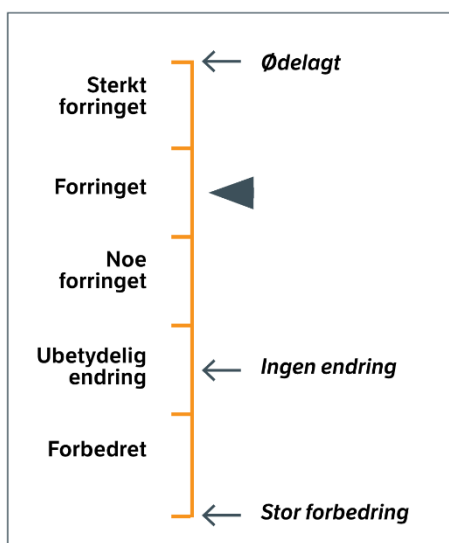 Ødelagt
Sterkt
forringet
Forringet
Noe
forringet
Ubetydelig
endring
Ingen endring
Forbedret
Stor forbedring